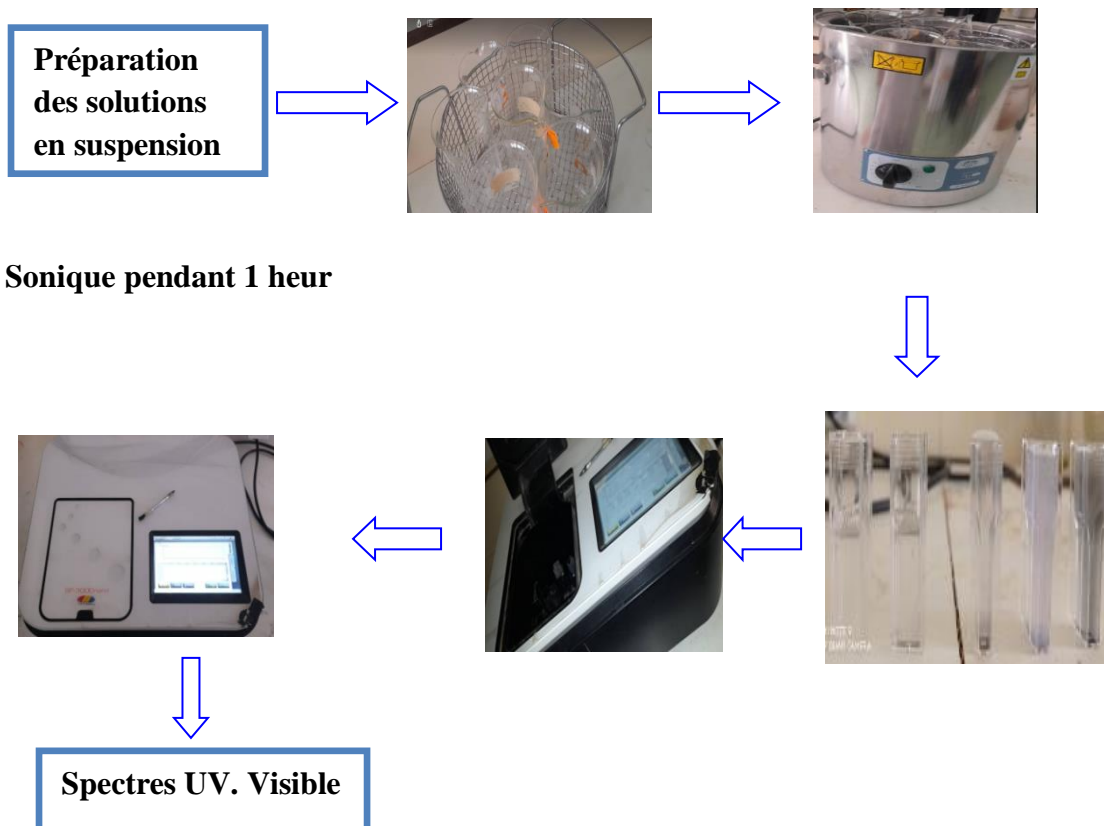 Préparation
des solutions
en suspension
Sonique pendant 1 heur
Spectres UV. Visible